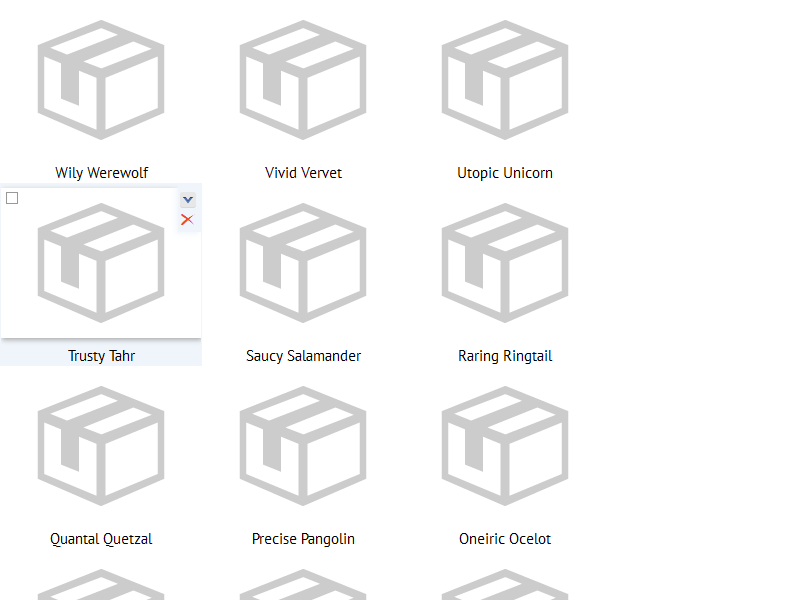 Wily Werewolf
Vivid Vervet
Utopic Unicorn
Trusty Tahr
Saucy Salamander
Raring Ringtail
Quantal Quetzal
Precise Pangolin
Oneiric Ocelot